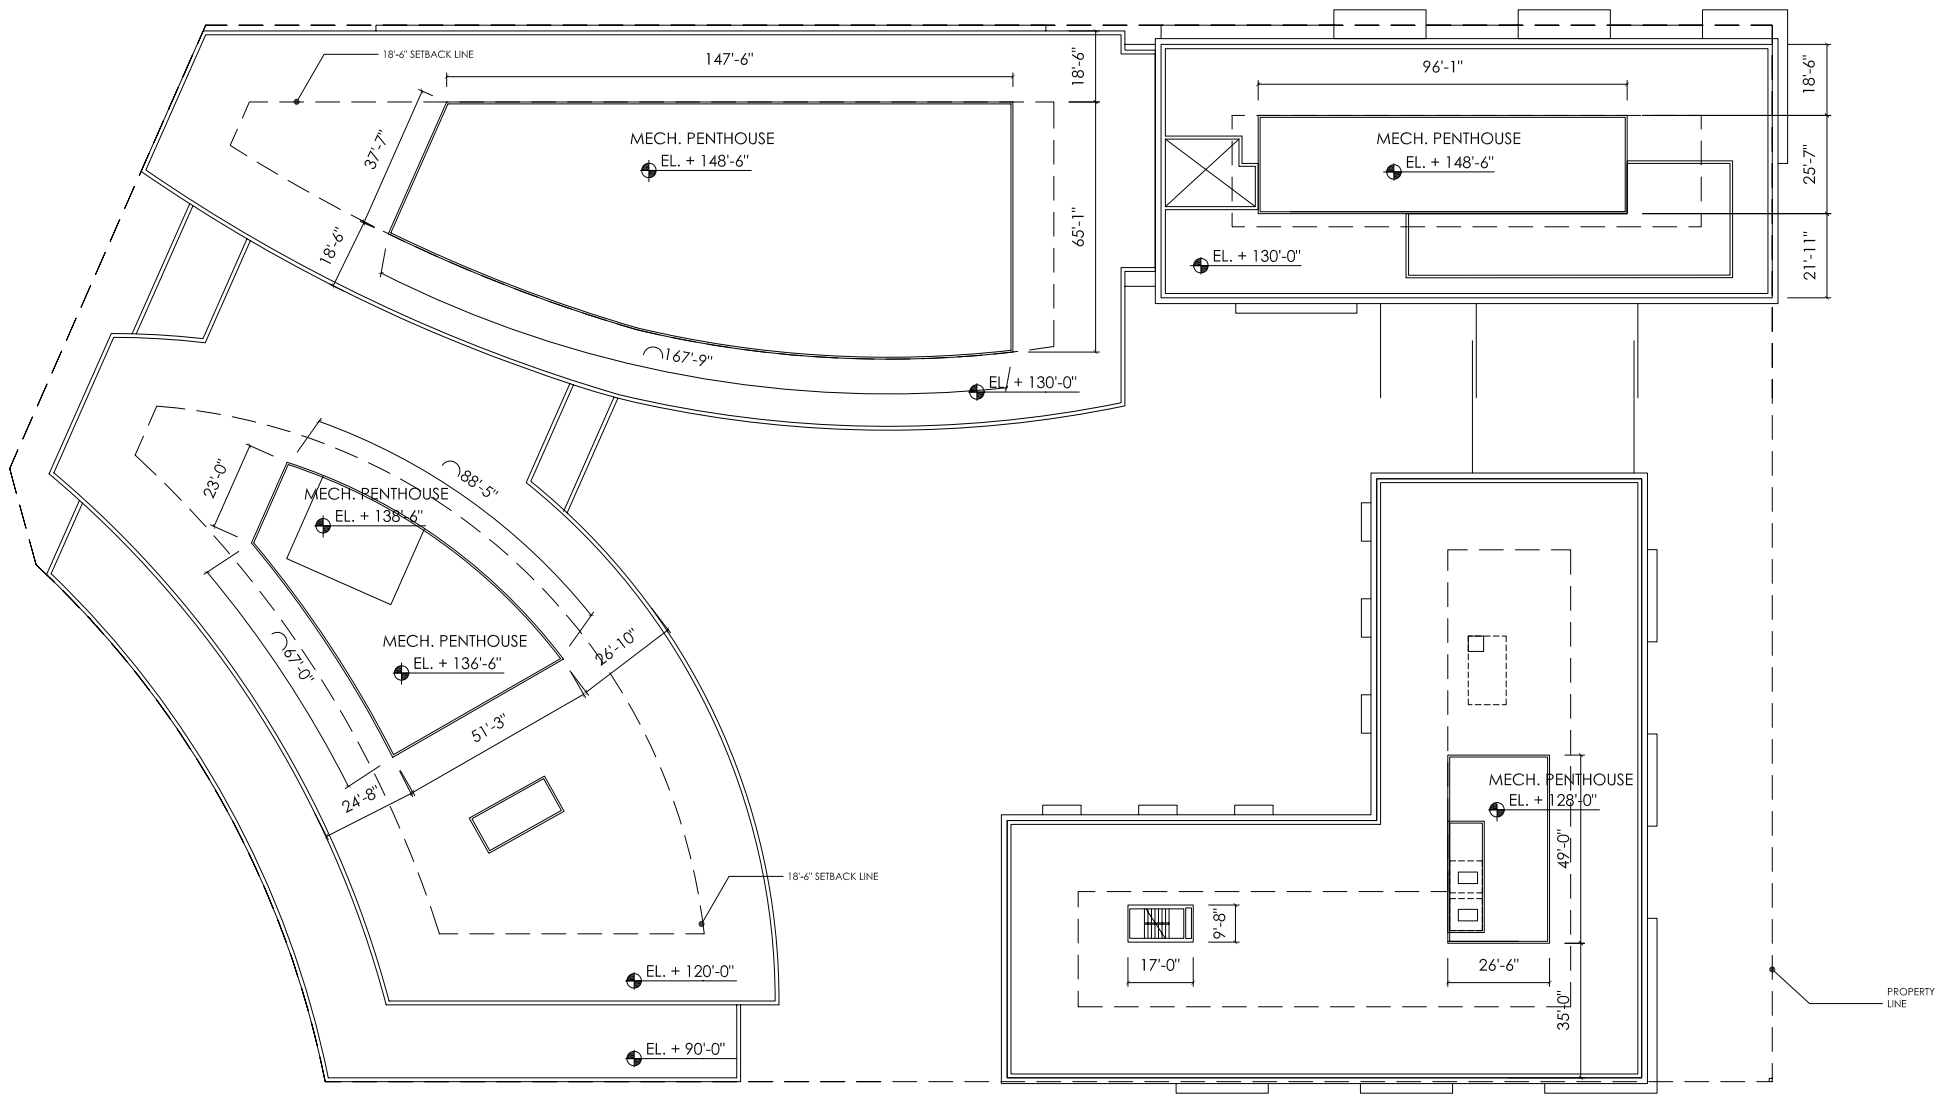 18'-6" SETBACK LINE
147'-6"
18'-6"
96'-1"
18'-6"
37'-7"
MECH. PENTHOUSE
EL. + 148'-6"
MECH. PENTHOUSE
EL. + 148'-6"
25'-7"
18'-6"
65'-1"
EL. + 130'-0"
21'-11"
167'-9"
EL. + 130'-0"
23'-0"
88'-5"
MECH. PENTHOUSE
EL. + 138'-6"
67'-0"
MECH. PENTHOUSE
EL. + 136'-6"
26'-10"
51'-3"
24'-8"
MECH. PENTHOUSE
EL. + 128'-0"
49'-0"
18'-6" SETBACK LINE
9'-8"
17'-0"
26'-6"
35'-0"
EL. + 120'-0"
PROPERTY
LINE
EL. + 90'-0"